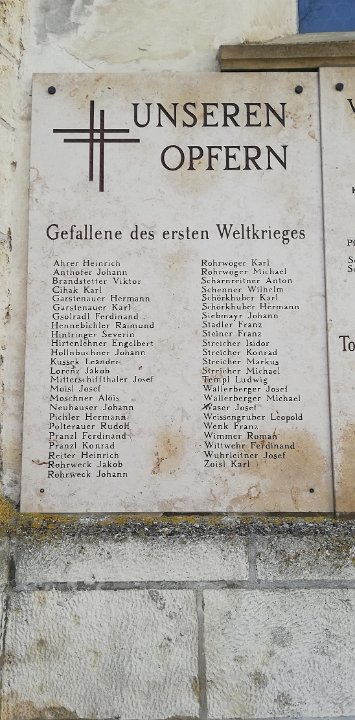 UNSEREN
OPFERN
Gefallene des ersten Weltkrieges
Ahrer Heinrich
Anthofer Johann
Brandstetter Viktor
Cihak Karl
Garstenauer Hermann
Garstenauer Karl
Gsöllradl Ferdinand
Hennebichler Raimund
Hintringer Severin
Hirtenlehner Engelbert
Hollnbuchner Johann
Kussek Leander
Lorenz Jakob
Mitterschiffthaler Josef
Moisl Josef
Moschner Alois
Neuhauser Johann
Pichler Hermann
Polterauer Rudolf
Pranzl Ferdinand
Pranzl Konrad
Reiter Heinrich
Rohrweck Jakob
Rohrweck Johann
Rohrwöger Karl
Rohrwöger Michael
Scharnreitner Anton
Schenner Wilhelm
Schörkhuber Karl
Schörkhuber Hermann
Siebmayr Johann
Stadler Franz
Steiner Franz
Streicher Isidor
Streicher Konrad
Streicher Markus
Streicher Michael
Templ Ludwig
Wallerberger Josef
Wallerberger Michael
Waser Josef
Weissengruber Leopold
Wenk Franz
Wimmer Roman
Wittwehr Ferdinand
Wuhrleitner Josef
Zoisl Karl